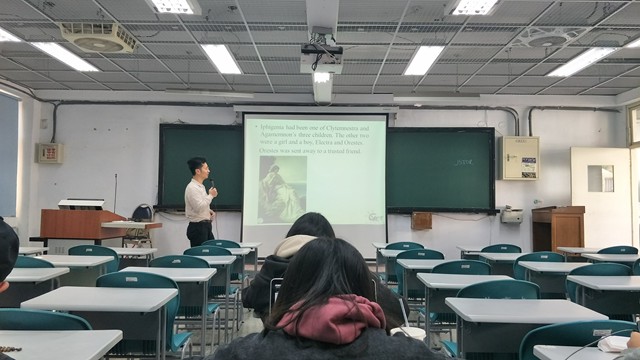 • Iphigenia had been one of Clytemnestra and
Agamemnon's three children. The other two
were a girl and a boy, Electra and Orestes.
Orestes was sent away to a trusted friend.